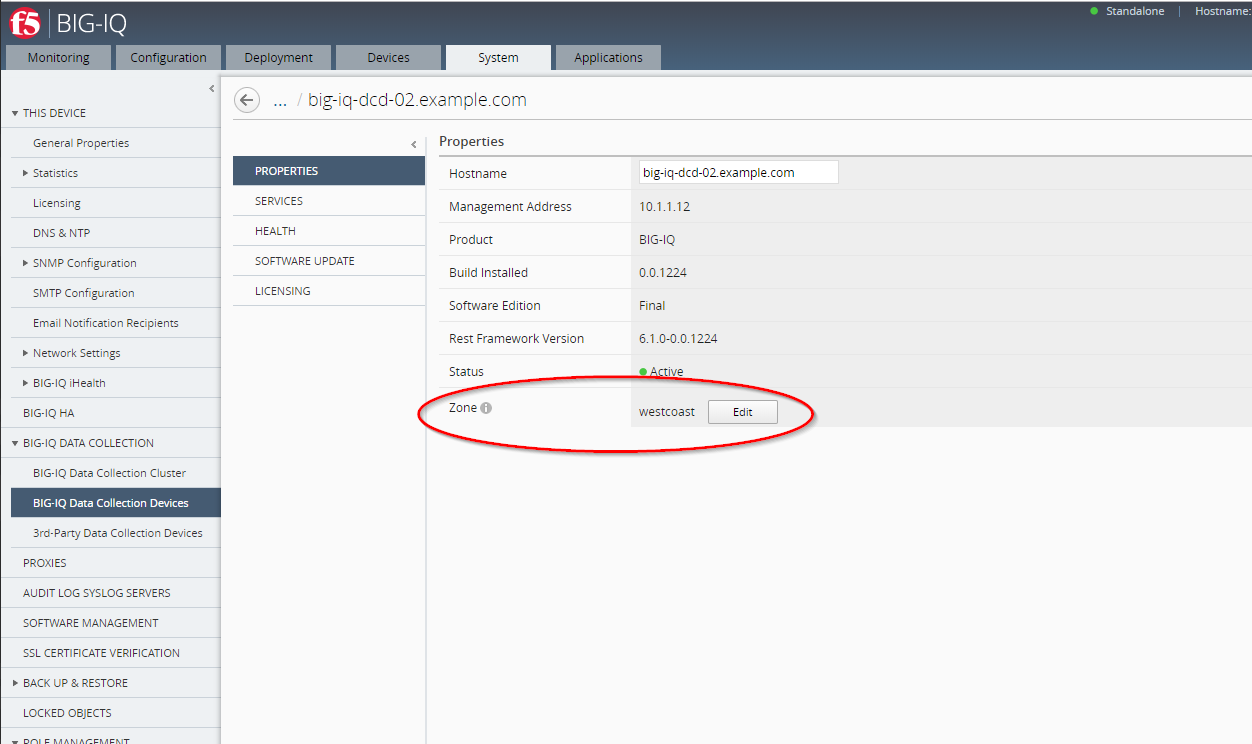 f5 BIG-IQ
Standalone Hostname:
Monitoring Configuration Deployment Devices System Applications
THIS DEVICE
General Properties
Statistics
Licensing
DNS & NTP
SNMP Configuration
SMTP Configuration
Email Notification Recipients
Network Settings
BIG-IQ iHealth
BIG-IQ HA
BIG-IQ DATA COLLECTION
BIG-IQ Data Collection Cluster
BIG-IQ Data Collection Devices
3rd-Party Data Collection Devices
PROXIES
AUDIT LOG SYSLOG SERVERS
SOFTWARE MANAGEMENT
SSL CERTIFICATE VERIFICATION
BACK UP & RESTORE
LOCKED OBJECTS
ROLE MANAGEMENT
... / big-iq-dcd-02.example.com
PROPERTIES
SERVICES
HEALTH
SOFTWARE UPDATE
LICENSING
Properties
Hostname big-iq-dcd-02.example.com
Management Address 10.1.1.12
Product BIG-IQ
Build Installed 0.0.1224
Software Edition Final
Rest Framework Version 6.1.0-0.0.1224
Status Active
Zone westcoast Edit